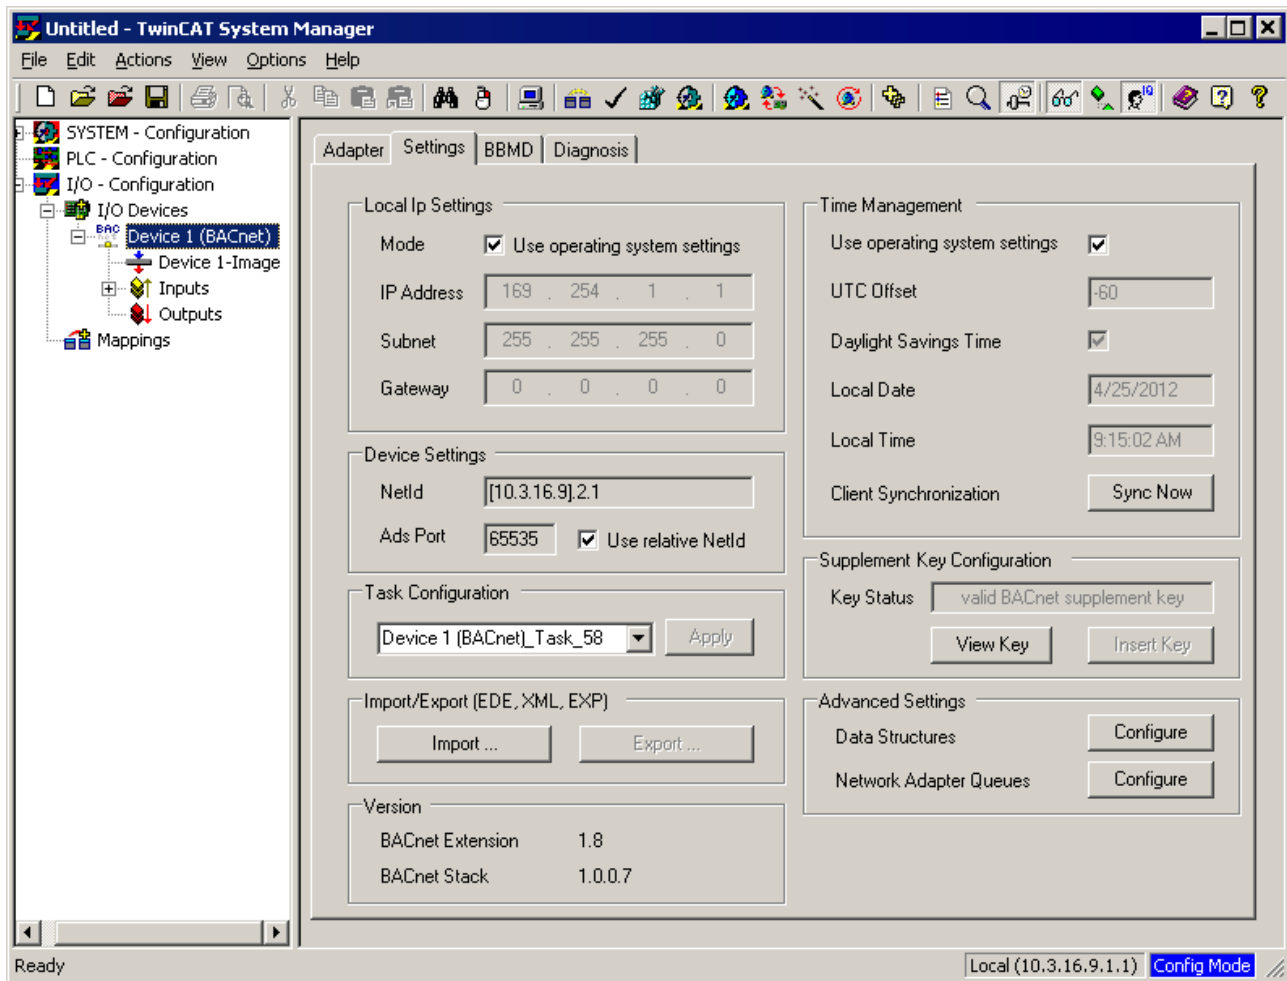 Untitled - TwinCAT System Manager
File Edit Actions View Options Help
SYSTEM - Configuration
PLC - Configuration
I/O - Configuration
I/O Devices
Device 1 (BACnet)
Device 1-Image
Inputs
Outputs
Mappings
Adapter Settings BBMD Diagnosis
Local Ip Settings
Mode Use operating system settings
IP Address 169 . 254 . 1 . 1
Subnet 255 . 255 . 255 . 0
Gateway 0 . 0 . 0 . 0
Device Settings
NetId [10.3.16.9].2.1
Ads Port 65535 Use relative NetId
Task Configuration
Device 1 (BACnet)_Task_58 Apply
Import/Export (EDE, XML, EXP)
Import ... Export ...
Version
BACnet Extension 1.8
BACnet Stack 1.0.0.7
Time Management
Use operating system settings
UTC Offset -60
Daylight Savings Time
Local Date 4/25/2012
Local Time 9:15:02 AM
Client Synchronization Sync Now
Supplement Key Configuration
Key Status valid BACnet supplement key
View Key Insert Key
Advanced Settings
Data Structures Configure
Network Adapter Queues Configure
Ready Local (10.3.16.9.1.1) Config Mode